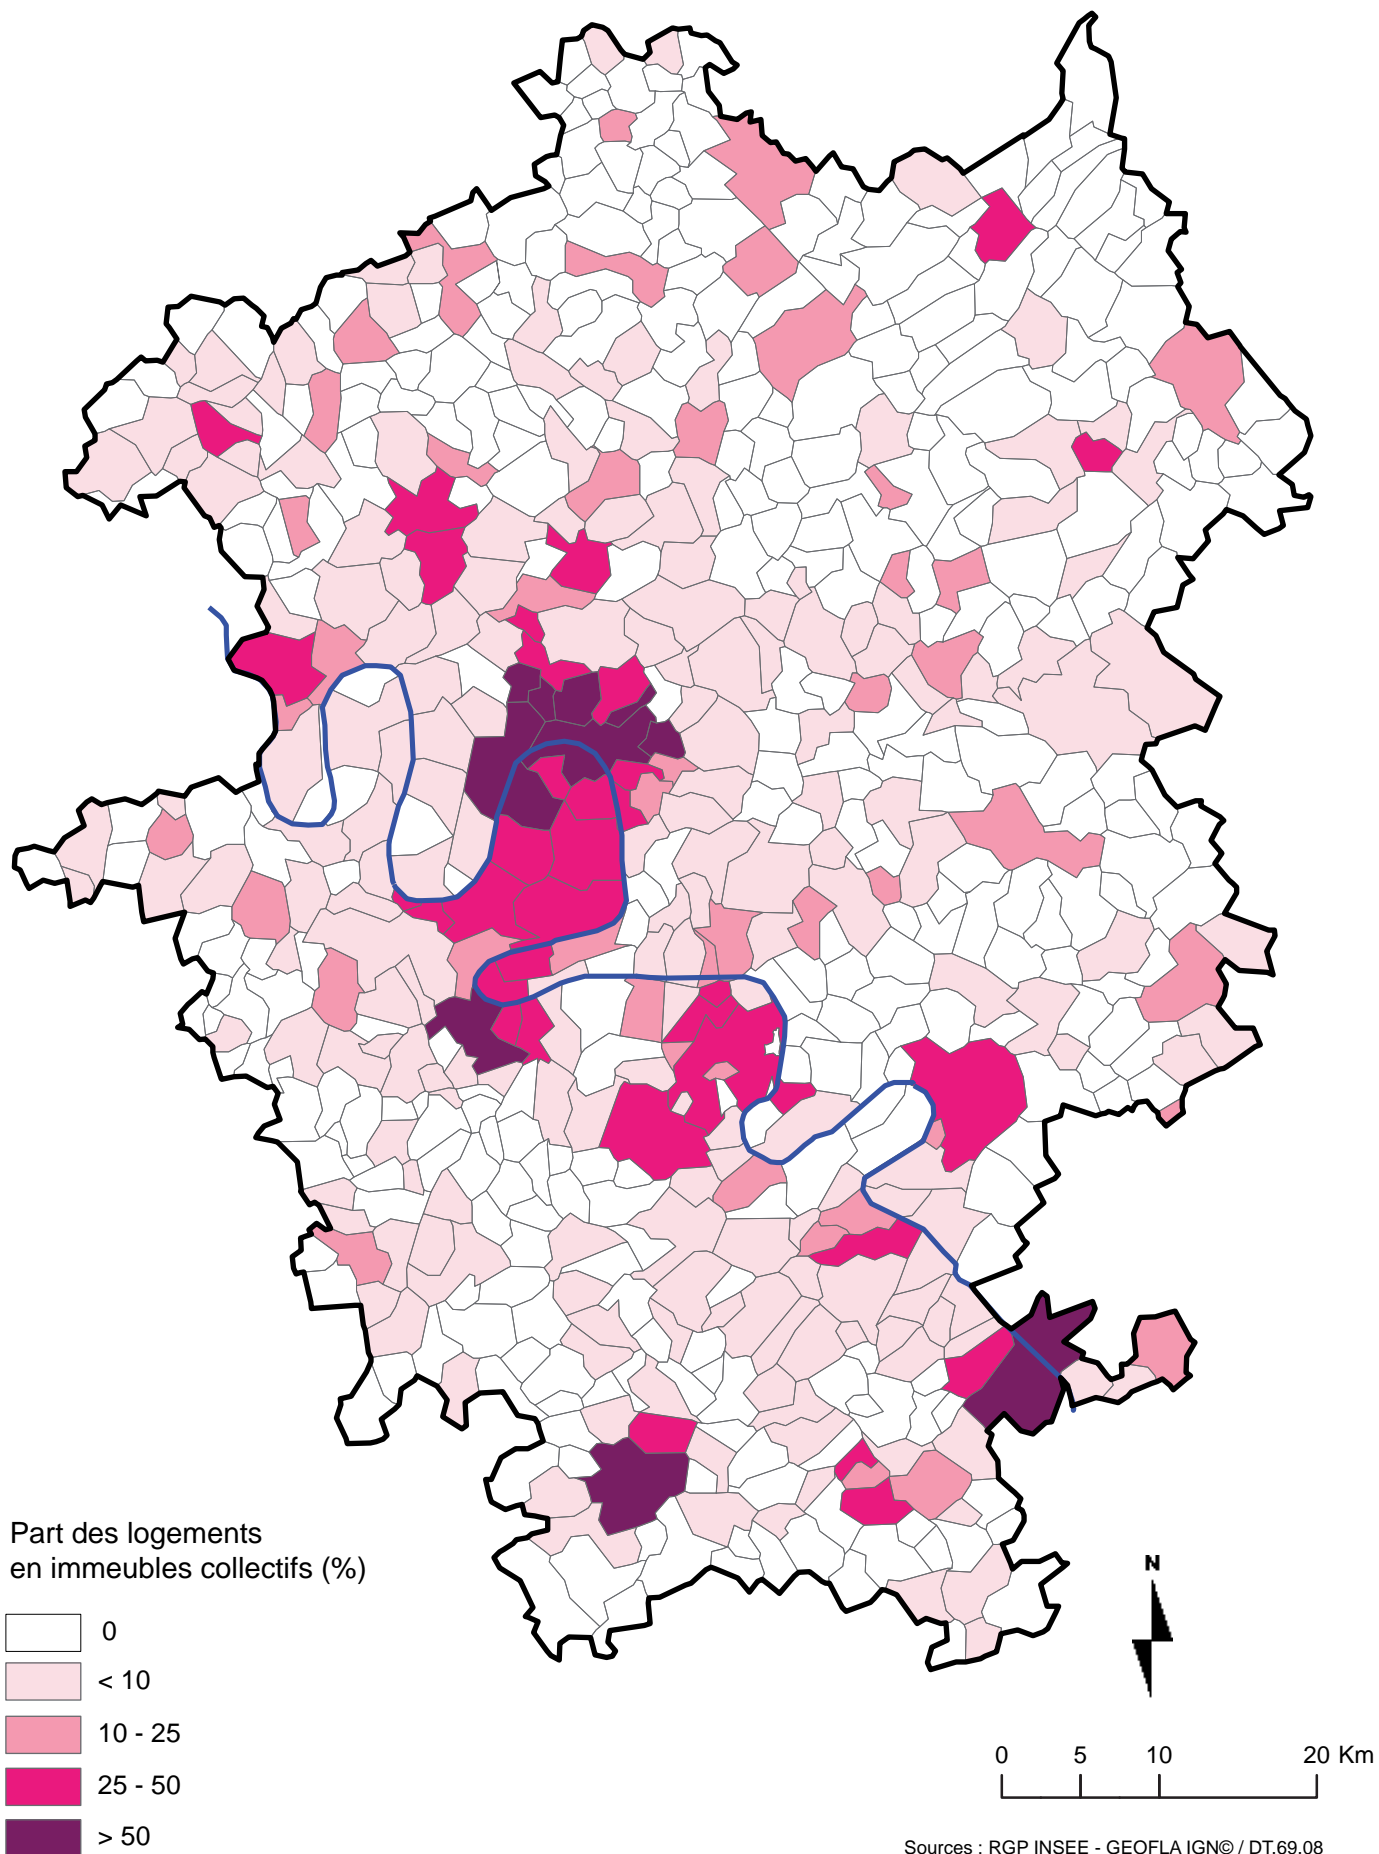 Part des logements
en immeubles collectifs (%)
0
< 10
10 - 25
25 - 50
> 50
N
0 5 10 20 Km
Sources : RGP INSEE - GEOFLA IGN© / DT.69.08